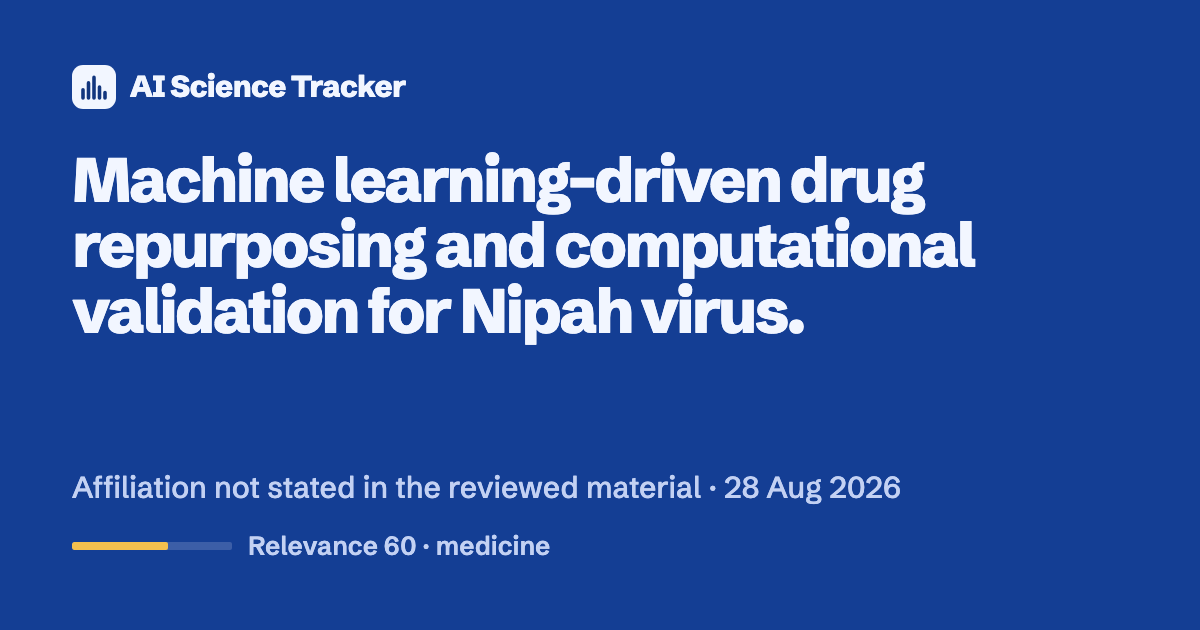 AI Science Tracker
Machine learning-driven drug
repurposing and computational
validation for Nipah virus.
Affiliation not stated in the reviewed material · 28 Aug 2026
Relevance 60 · medicine